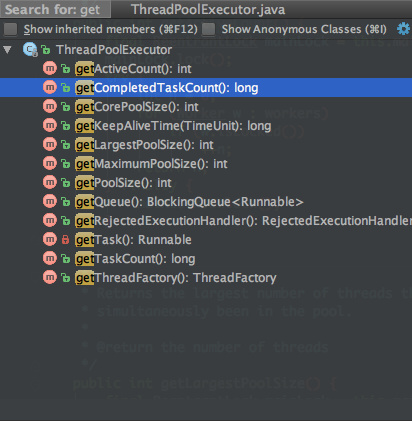 Search for: get ThreadPoolExecutor.java
Show inherited members (⌘F12) Show Anonymous Classes (⌘I)
ThreadPoolExecutor
getActiveCount(): int
getCompletedTaskCount(): long
getCorePoolSize(): int
getKeepAliveTime(TimeUnit): long
getLargestPoolSize(): int
getMaximumPoolSize(): int
getPoolSize(): int
getQueue(): BlockingQueue<Runnable>
getRejectedExecutionHandler(): RejectedExecutionHandler
getTask(): Runnable
getTaskCount(): long
getThreadFactory(): ThreadFactory
* Returns the largest number of threads th
* simultaneously been in the pool.
*
* @return the number of threads
*/
public int getLargestPoolSize() {